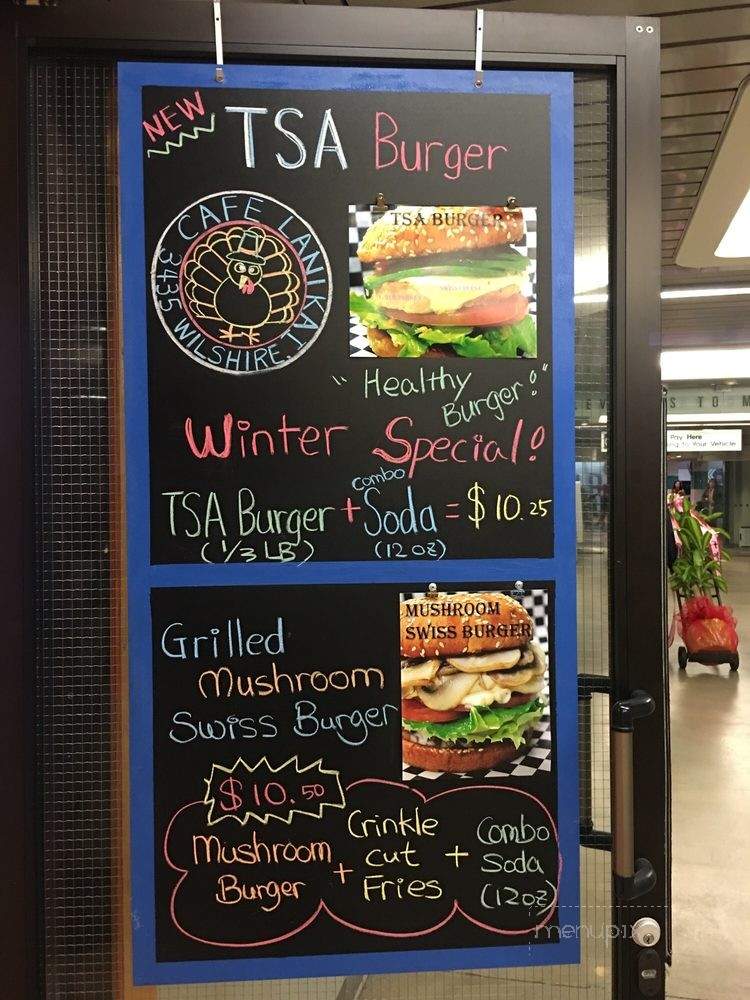 NEW
TSA Burger
CAFE LANIKAI
3435 WILSHIRE.
TSA BURGER
"Healthy
Burger!"
Winter Special!
combo
TSA Burger + Soda = $10.25
(1/3 LB) (12 OZ)
MUSHROOM
SWISS BURGER
Grilled
Mushroom
Swiss Burger
$10.50
Mushroom
Burger
+
Crinkle
cut
Fries
+
Combo
Soda
(12oz)
S TO M
Pay Here
menupix